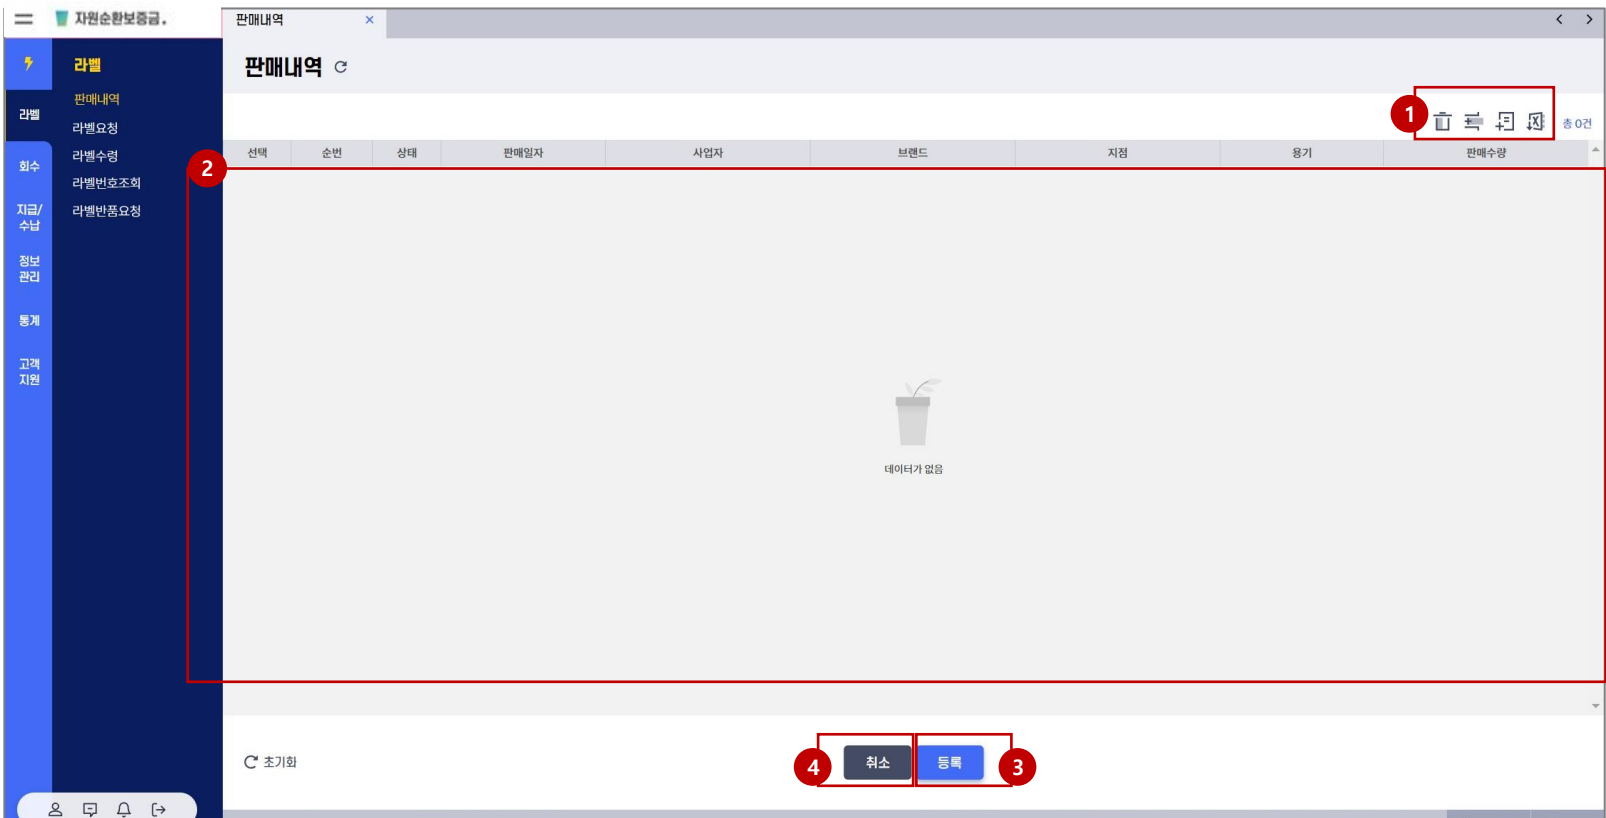 자원순환보증금.
판매내역 ×
< >
라벨
판매내역
라벨요청
라벨수령
라벨번호조회
라벨반품요청
라벨
회수
지급/
수납
정보
관리
통계
고객
지원
판매내역
1
총 0건
선택 순번 상태 판매일자 사업자 브랜드 지점 용기 판매수량
2
데이터가 없음
초기화
4 취소 등록 3